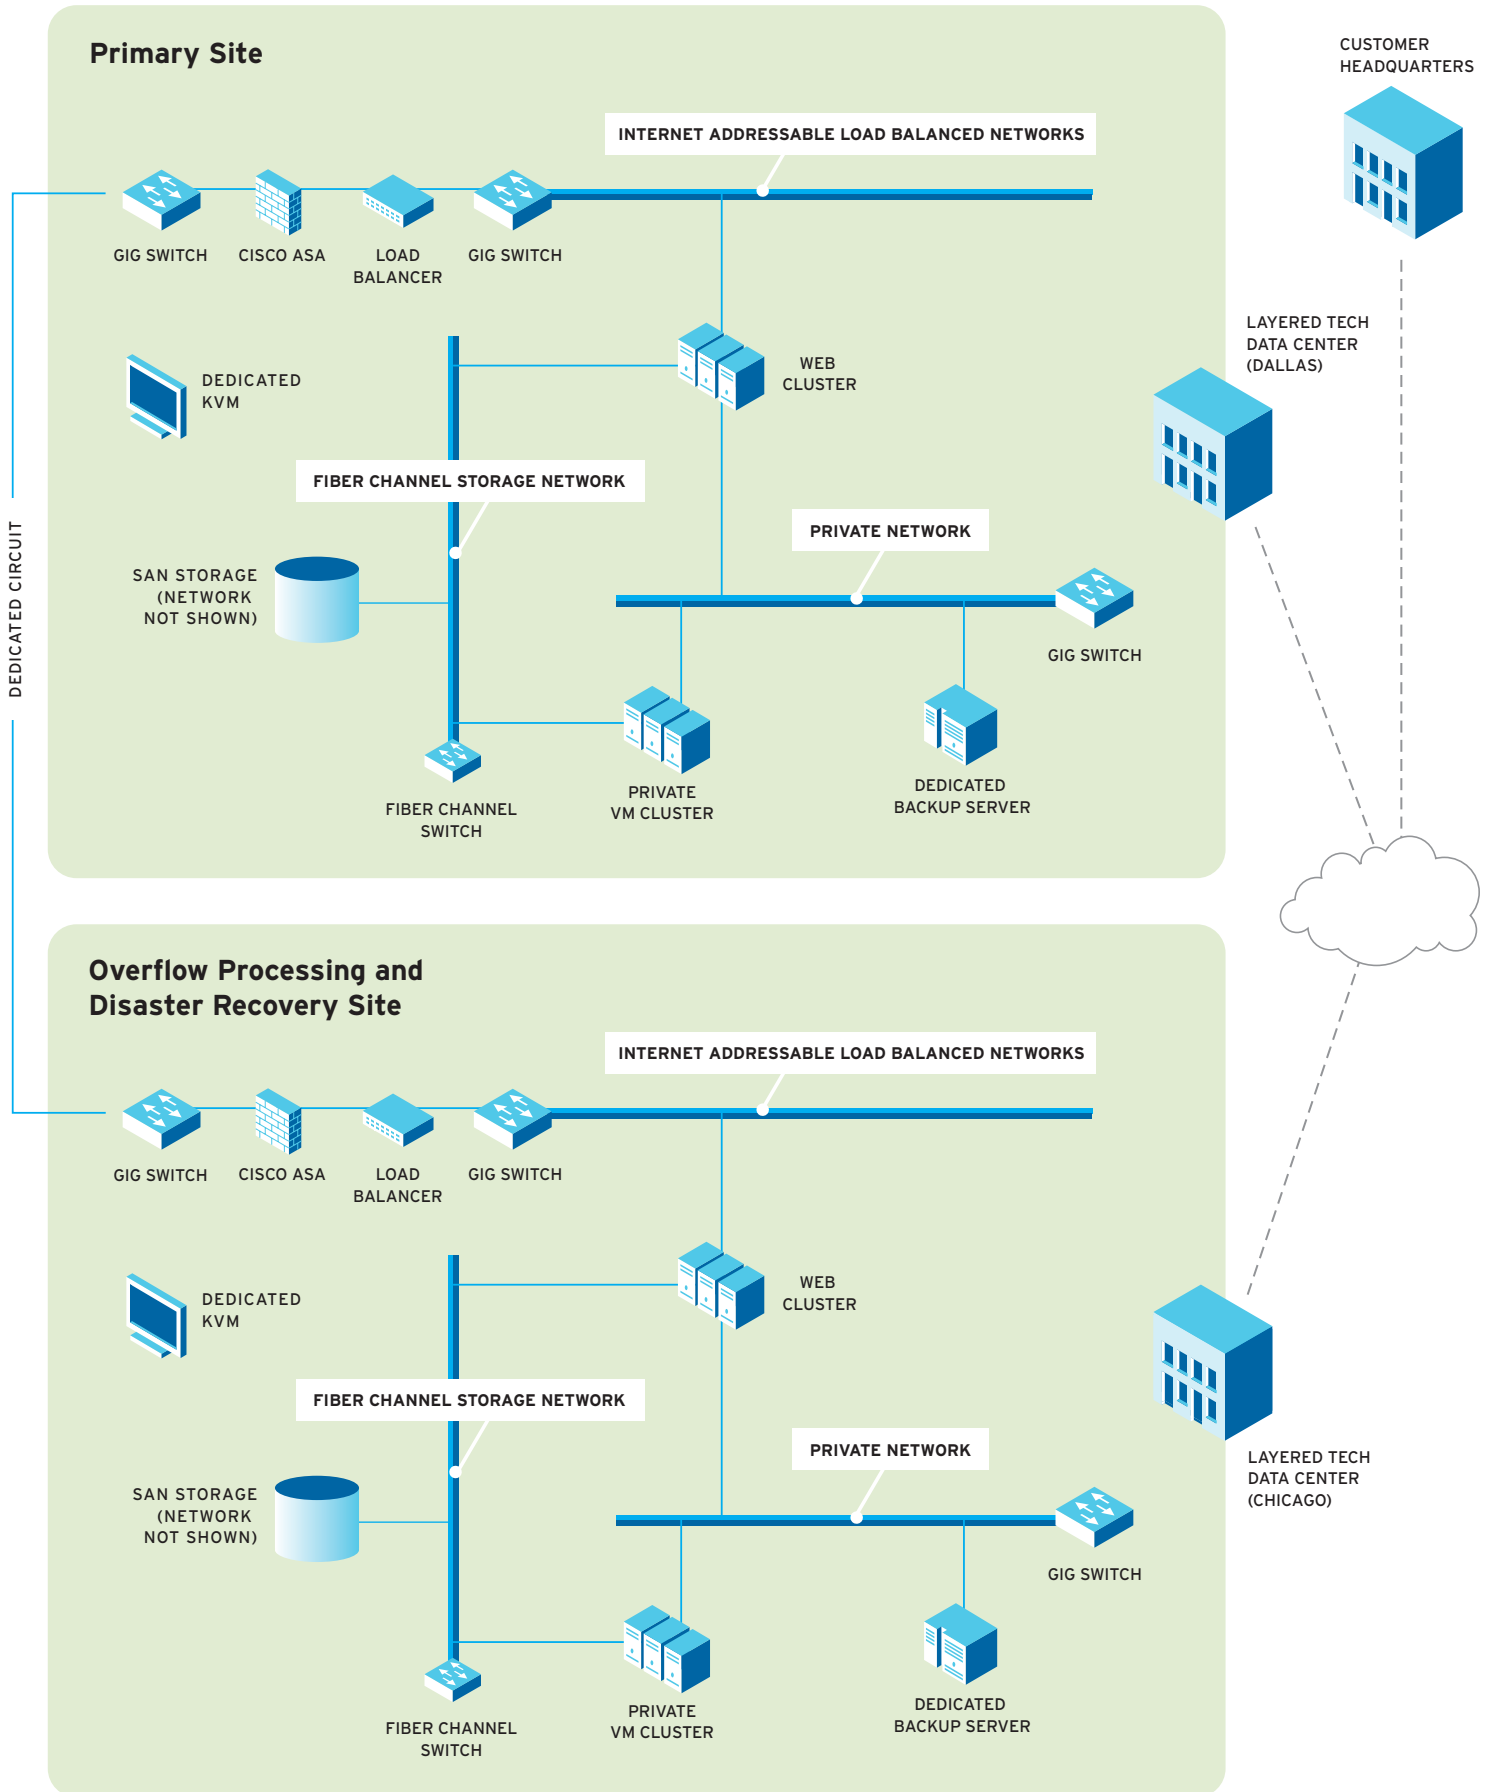 Primary Site
CUSTOMER
HEADQUARTERS
INTERNET ADDRESSABLE LOAD BALANCED NETWORKS
GIG SWITCH
CISCO ASA
LOAD
BALANCER
GIG SWITCH
LAYERED TECH
DATA CENTER
(DALLAS)
DEDICATED
KVM
WEB
CLUSTER
FIBER CHANNEL STORAGE NETWORK
PRIVATE NETWORK
DEDICATED CIRCUIT
SAN STORAGE
(NETWORK
NOT SHOWN)
GIG SWITCH
FIBER CHANNEL
SWITCH
PRIVATE
VM CLUSTER
DEDICATED
BACKUP SERVER
Overflow Processing and
Disaster Recovery Site
INTERNET ADDRESSABLE LOAD BALANCED NETWORKS
GIG SWITCH
CISCO ASA
LOAD
BALANCER
GIG SWITCH
DEDICATED
KVM
WEB
CLUSTER
FIBER CHANNEL STORAGE NETWORK
PRIVATE NETWORK
LAYERED TECH
DATA CENTER
(CHICAGO)
SAN STORAGE
(NETWORK
NOT SHOWN)
GIG SWITCH
FIBER CHANNEL
SWITCH
PRIVATE
VM CLUSTER
DEDICATED
BACKUP SERVER